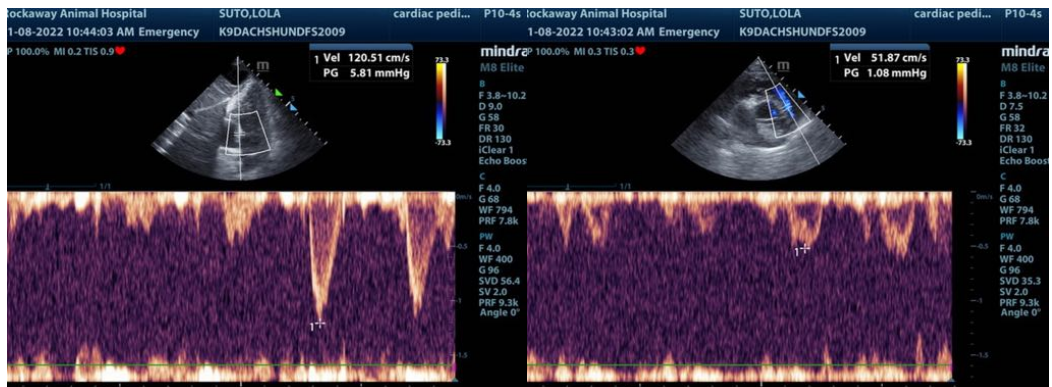 Rockaway Animal Hospital SUTO,LOLA cardiac pedi... P10-4s
1-08-2022 10:44:03 AM Emergency K9DACHSHUNDFS2009
P 100.0% MI 0.2 TIS 0.9
1 Vel 120.51 cm/s
PG 5.81 mmHg
m
mindra
M8 Elite
73.3
-73.3
B
F 3.8~10.2
D 9.0
G 58
FR 30
DR 130
iClear 1
Echo Boost
1/1
C
F 4.0
G 68
WF 794
PRF 7.8k
PW
F 4.0
WF 400
G 96
SVD 56.4
SV 2.0
PRF 9.3k
Angle 0°
0m/s
-0.5
-1
-1.5
1
ockaway Animal Hospital SUTO,LOLA cardiac pedi... P10-4s
1-08-2022 10:43:02 AM Emergency K9DACHSHUNDFS2009
P 100.0% MI 0.3 TIS 0.3
1 Vel 51.87 cm/s
PG 1.08 mmHg
m
mindra
M8 Elite
73.3
-73.3
B
F 3.8~10.2
D 7.5
G 58
FR 32
DR 130
iClear 1
Echo Boost
1/1
C
F 4.0
G 68
WF 794
PRF 7.8k
PW
F 4.0
WF 400
G 96
SVD 35.3
SV 2.0
PRF 9.3k
Angle 0°
0m/s
-0.5
-1
-1.5
1